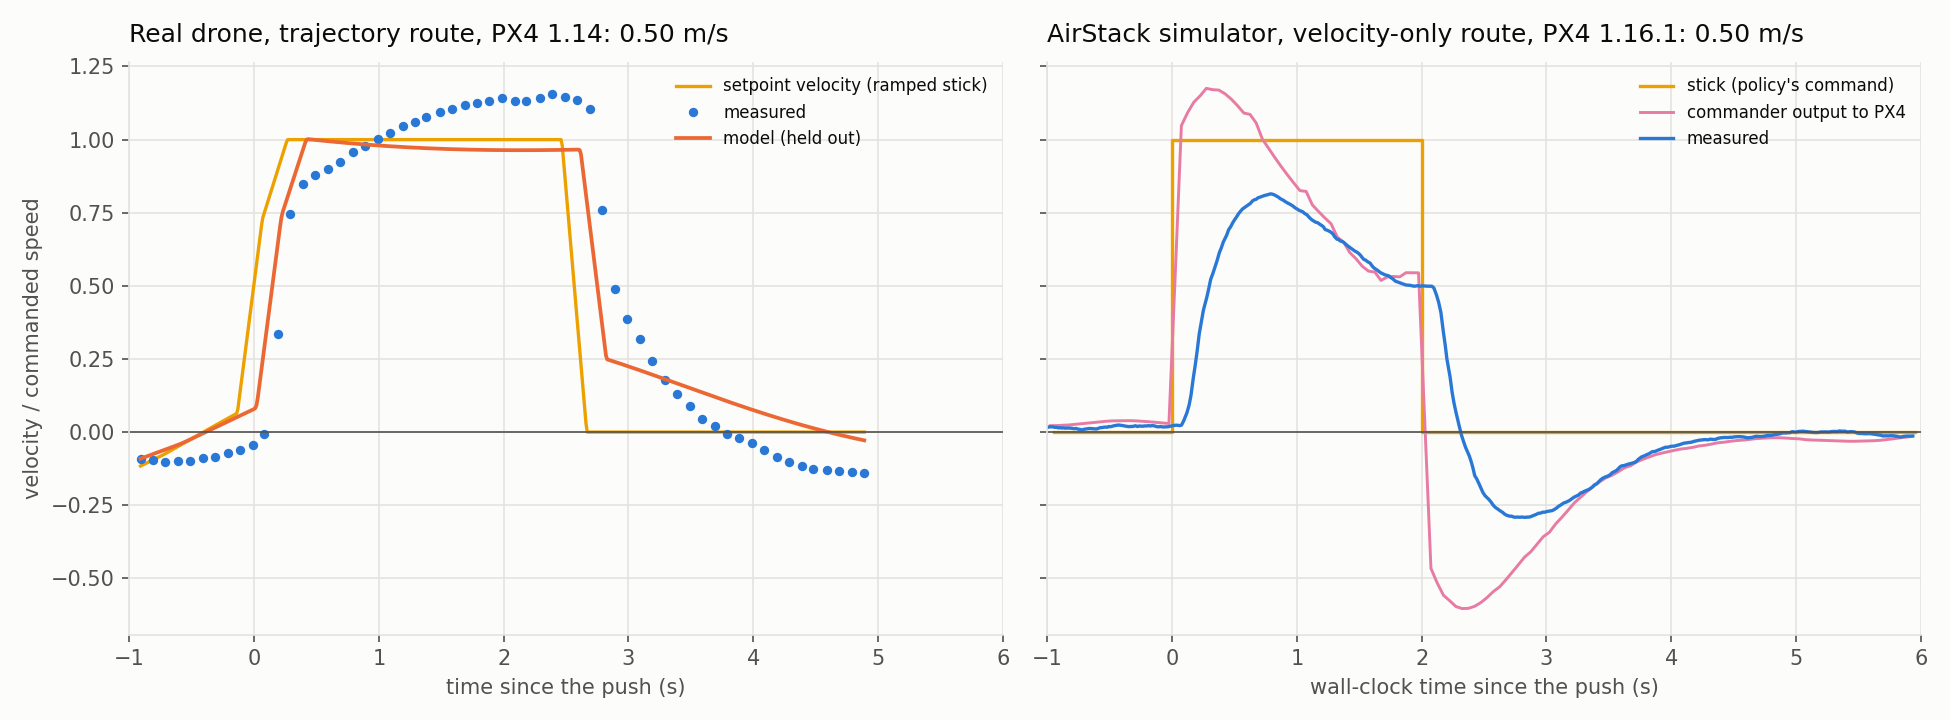 Real drone, trajectory route, PX4 1.14: 0.50 m/s
AirStack simulator, velocity-only route, PX4 1.16.1: 0.50 m/s
velocity / commanded speed
1.25
1.00
0.75
0.50
0.25
0.00
−0.25
−0.50
setpoint velocity (ramped stick)
measured
model (held out)
−1
0
1
2
3
4
5
6
time since the push (s)
stick (policy's command)
commander output to PX4
measured
−1
0
1
2
3
4
5
6
wall-clock time since the push (s)